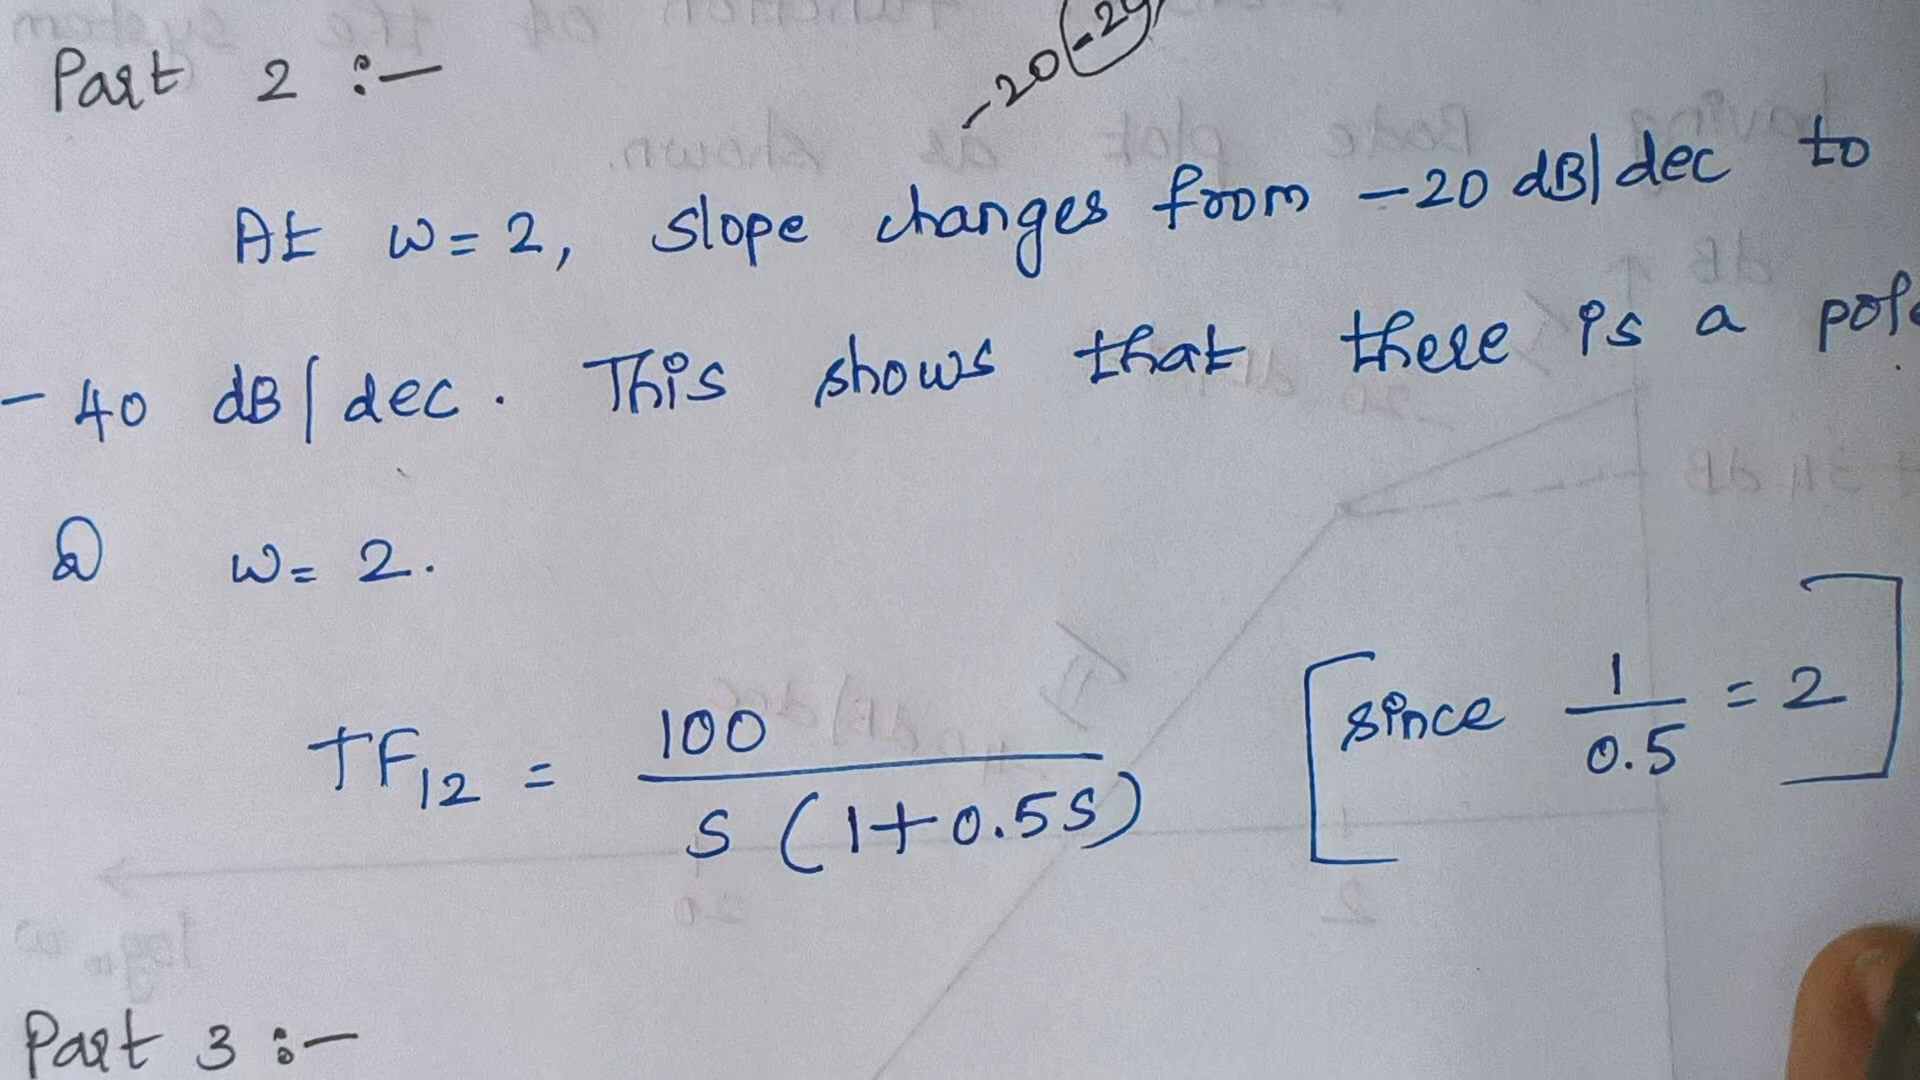 -20 (-20)
Part 2 :-
At w = 2, slope changes from -20 dB/dec to
-40 dB/dec. This shows that there is a pole
@ w = 2.
TF12 = 100 / s (1+0.5s) [since 1/0.5 = 2]
Part 3 :-